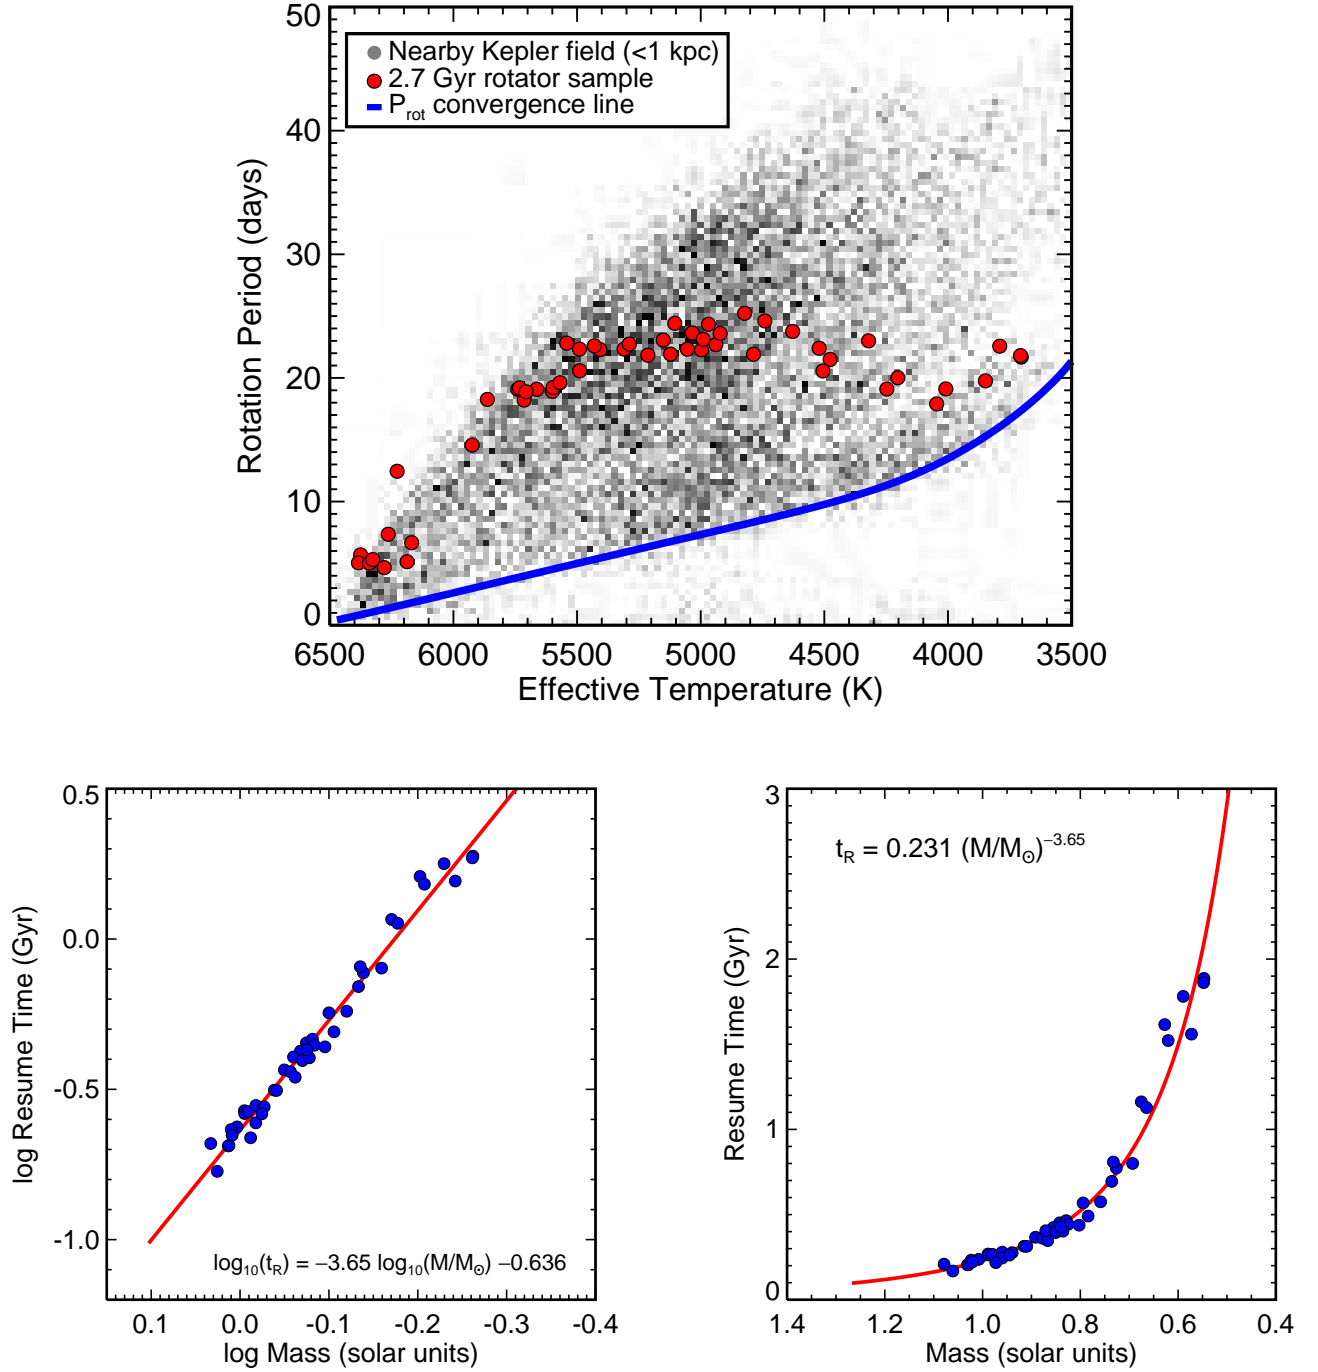 50
40
30
20
10
0
Rotation Period (days)
Nearby Kepler field (<1 kpc)
2.7 Gyr rotator sample
P_rot convergence line
6500 6000 5500 5000 4500 4000 3500
Effective Temperature (K)
0.5
0.0
-0.5
-1.0
log Resume Time (Gyr)
log₁₀(t_R) = −3.65 log₁₀(M/M_⊙) −0.636
0.1 0.0 -0.1 -0.2 -0.3 -0.4
log Mass (solar units)
3
2
1
0
Resume Time (Gyr)
t_R = 0.231 (M/M_⊙)^−3.65
1.4 1.2 1.0 0.8 0.6 0.4
Mass (solar units)